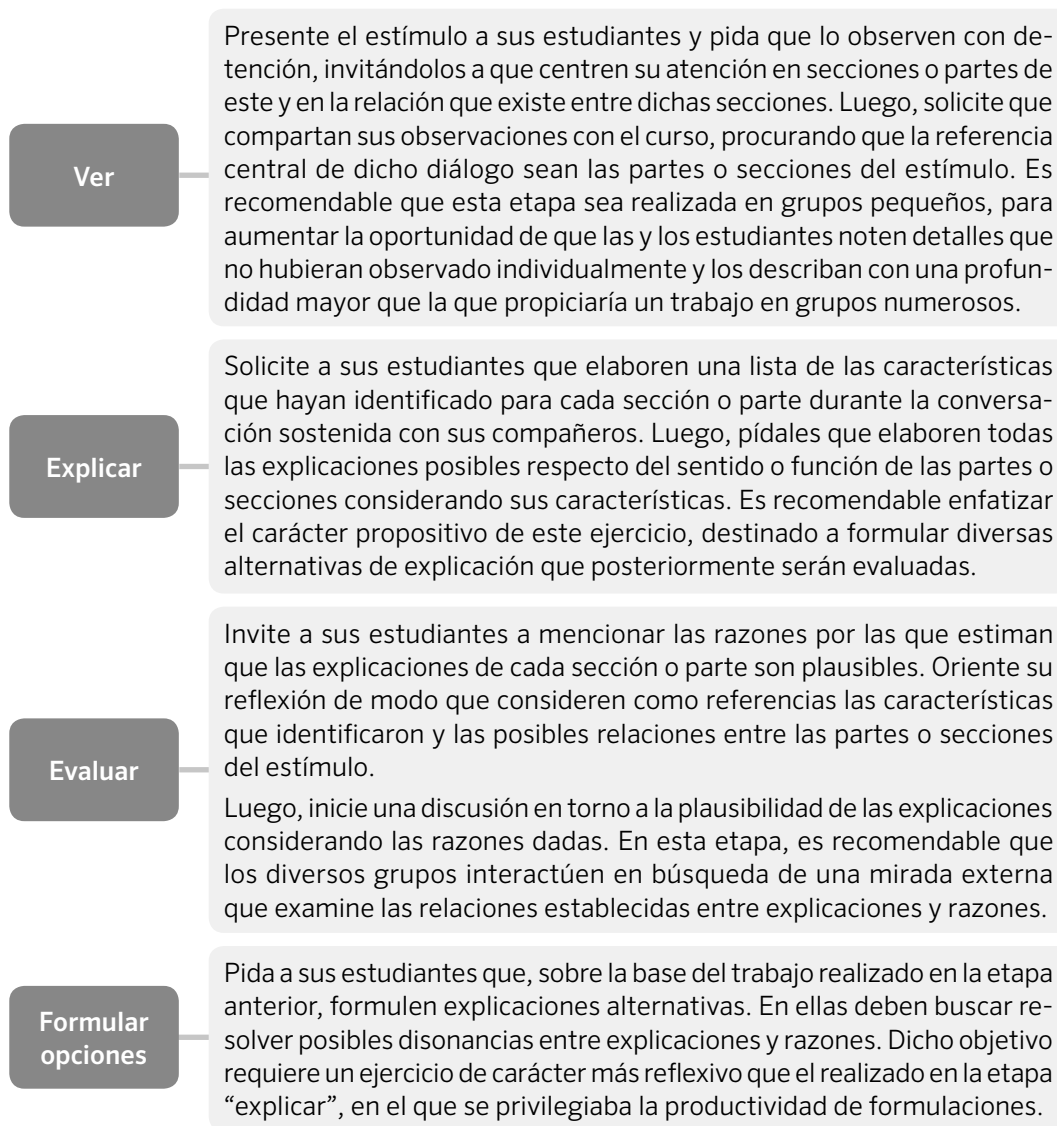 Ver
Presente el estímulo a sus estudiantes y pida que lo observen con de-
tención, invitándolos a que centren su atención en secciones o partes de
este y en la relación que existe entre dichas secciones. Luego, solicite que
compartan sus observaciones con el curso, procurando que la referencia
central de dicho diálogo sean las partes o secciones del estímulo. Es
recomendable que esta etapa sea realizada en grupos pequeños, para
aumentar la oportunidad de que las y los estudiantes noten detalles que
no hubieran observado individualmente y los describan con una profun-
didad mayor que la que propiciaría un trabajo en grupos numerosos.
Explicar
Solicite a sus estudiantes que elaboren una lista de las características
que hayan identificado para cada sección o parte durante la conversa-
ción sostenida con sus compañeros. Luego, pídales que elaboren todas
las explicaciones posibles respecto del sentido o función de las partes o
secciones considerando sus características. Es recomendable enfatizar
el carácter propositivo de este ejercicio, destinado a formular diversas
alternativas de explicación que posteriormente serán evaluadas.
Evaluar
Invite a sus estudiantes a mencionar las razones por las que estiman
que las explicaciones de cada sección o parte son plausibles. Oriente su
reflexión de modo que consideren como referencias las características
que identificaron y las posibles relaciones entre las partes o secciones
del estímulo.
Luego, inicie una discusión en torno a la plausibilidad de las explicaciones
considerando las razones dadas. En esta etapa, es recomendable que
los diversos grupos interactúen en búsqueda de una mirada externa
que examine las relaciones establecidas entre explicaciones y razones.
Formular
opciones
Pida a sus estudiantes que, sobre la base del trabajo realizado en la etapa
anterior, formulen explicaciones alternativas. En ellas deben buscar re-
solver posibles disonancias entre explicaciones y razones. Dicho objetivo
requiere un ejercicio de carácter más reflexivo que el realizado en la etapa
“explicar”, en el que se privilegiaba la productividad de formulaciones.